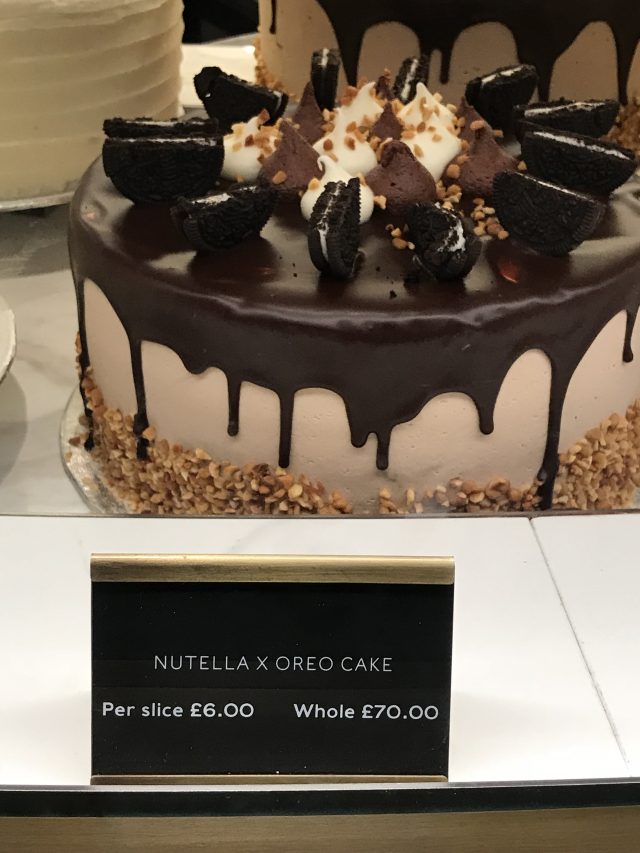 NUTELLA X OREO CAKE
Per slice £6.00 Whole £70.00